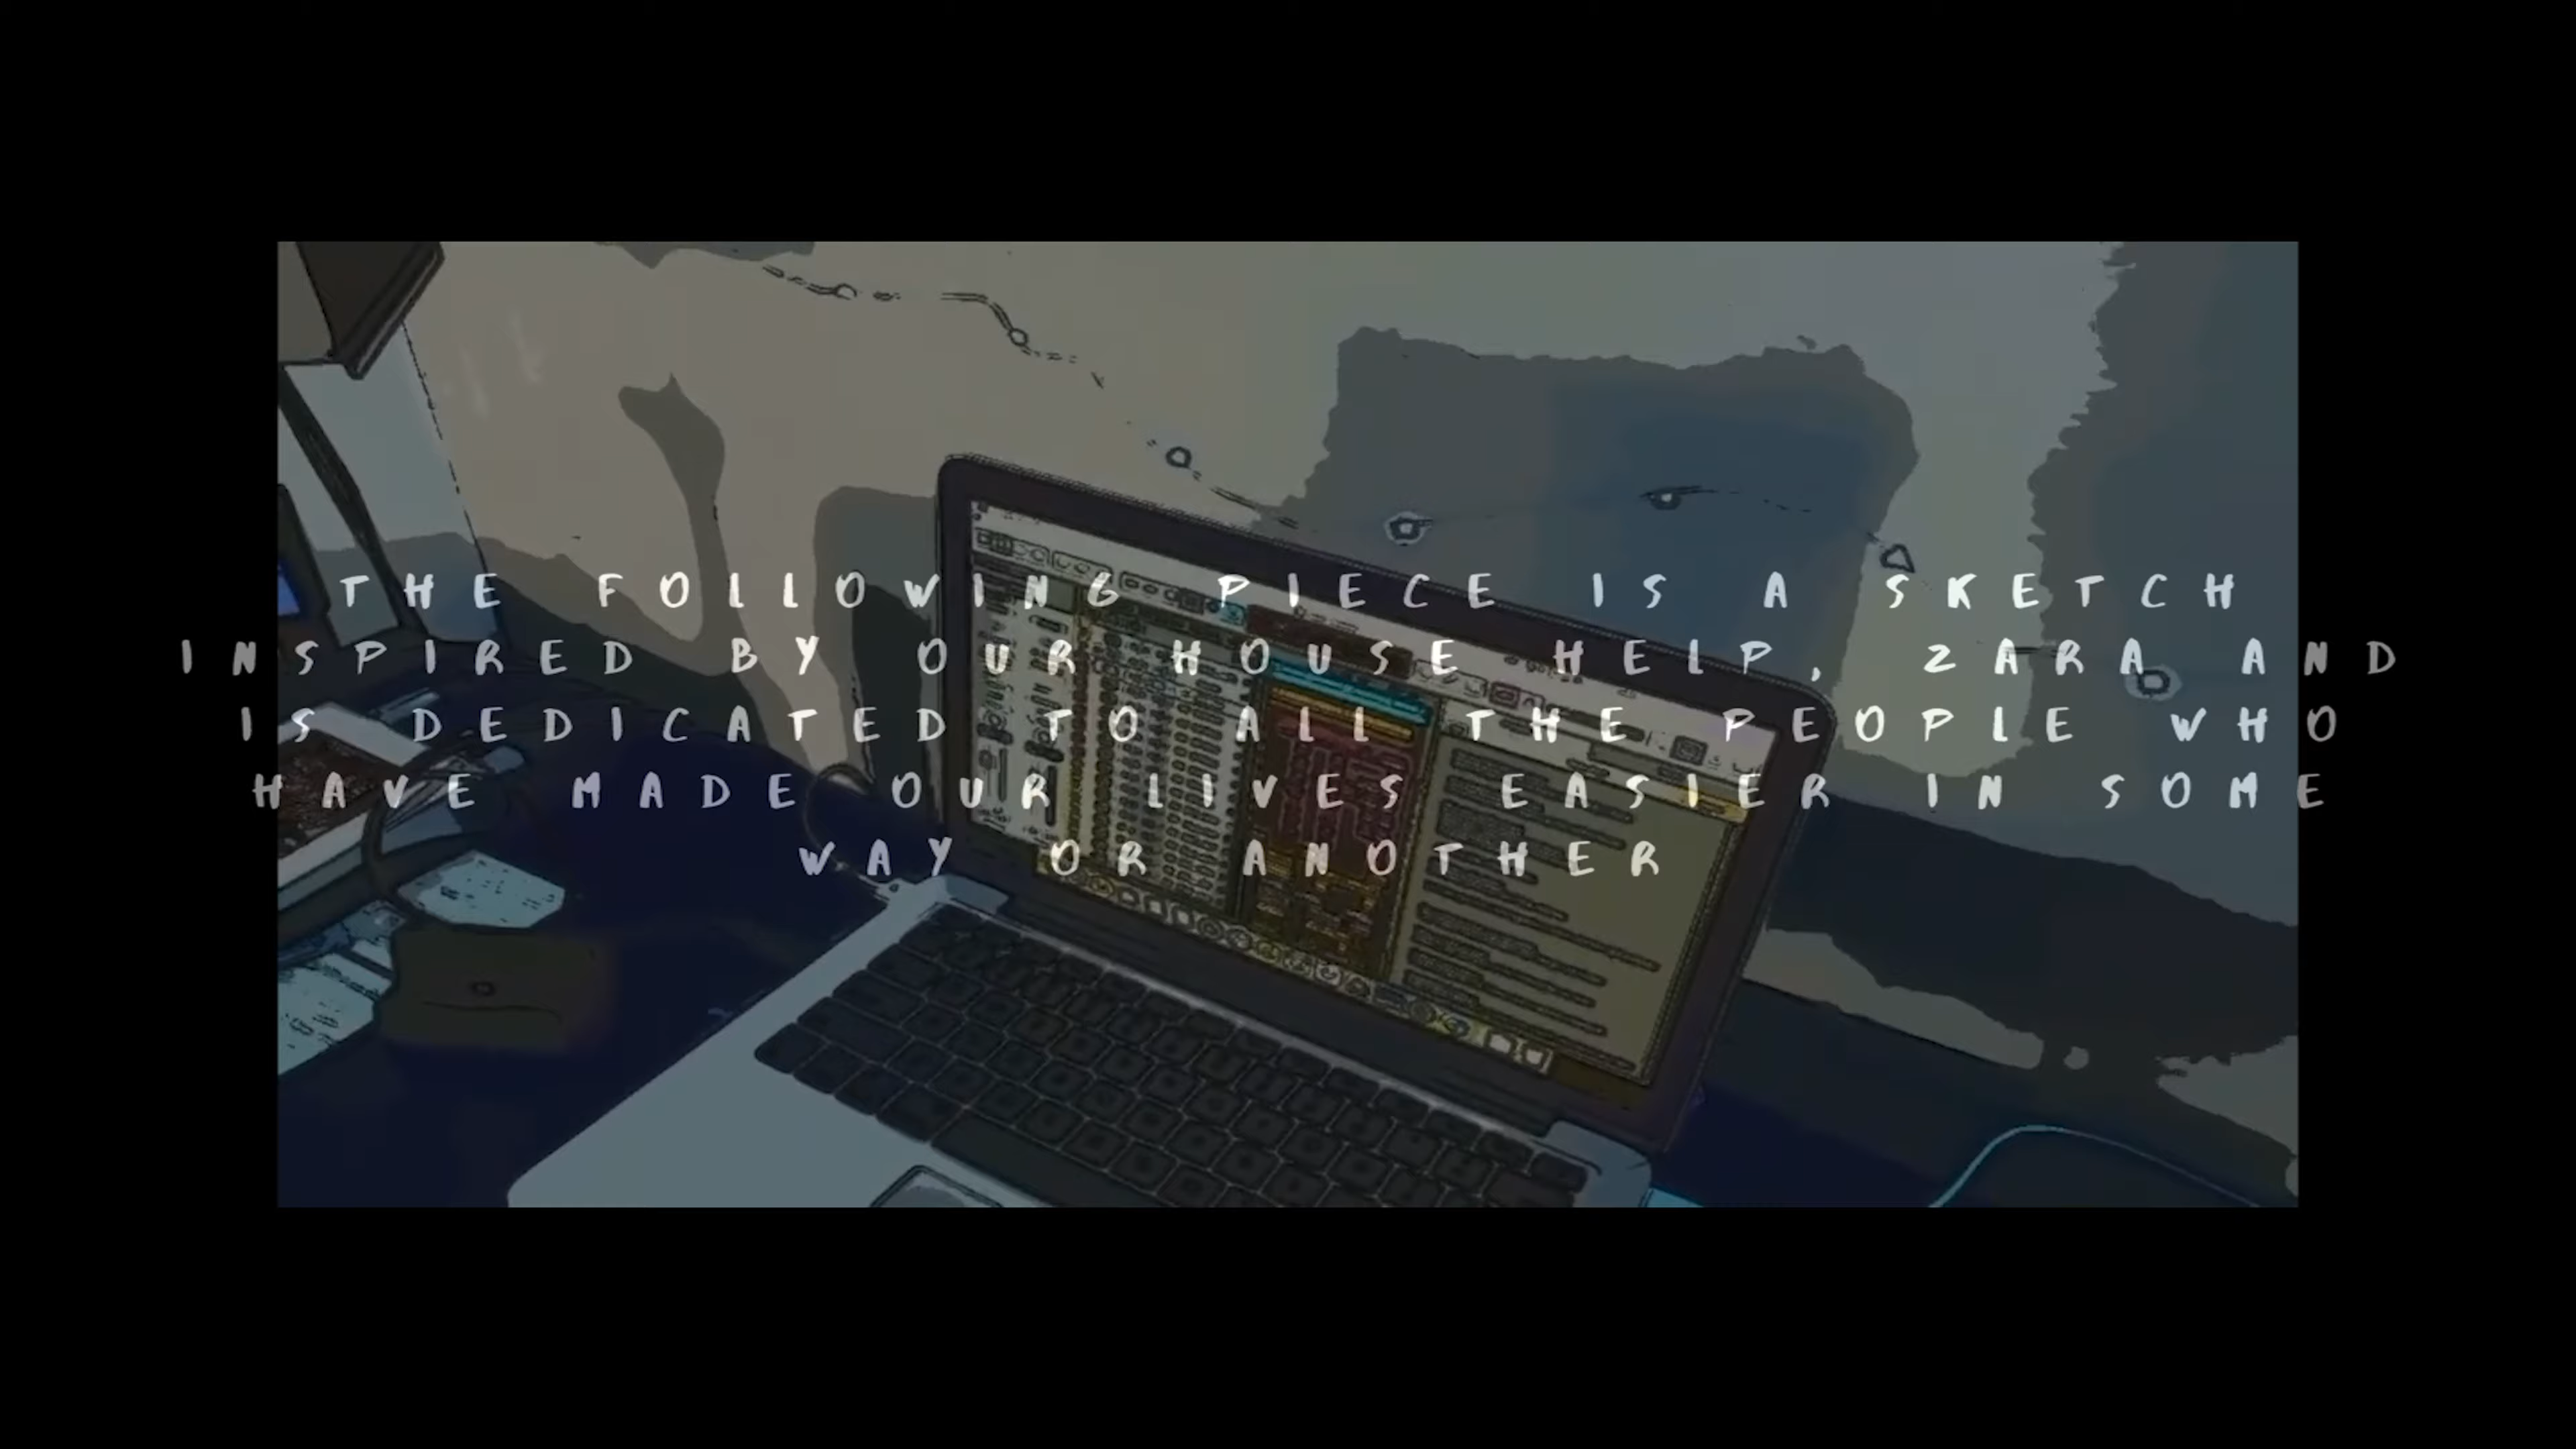 THE FOLLOWING PIECE IS A SKETCH
INSPIRED BY OUR HOUSE HELP, ZARA AND
IS DEDICATED TO ALL THE PEOPLE WHO
HAVE MADE OUR LIVES EASIER IN SOME
WAY OR ANOTHER